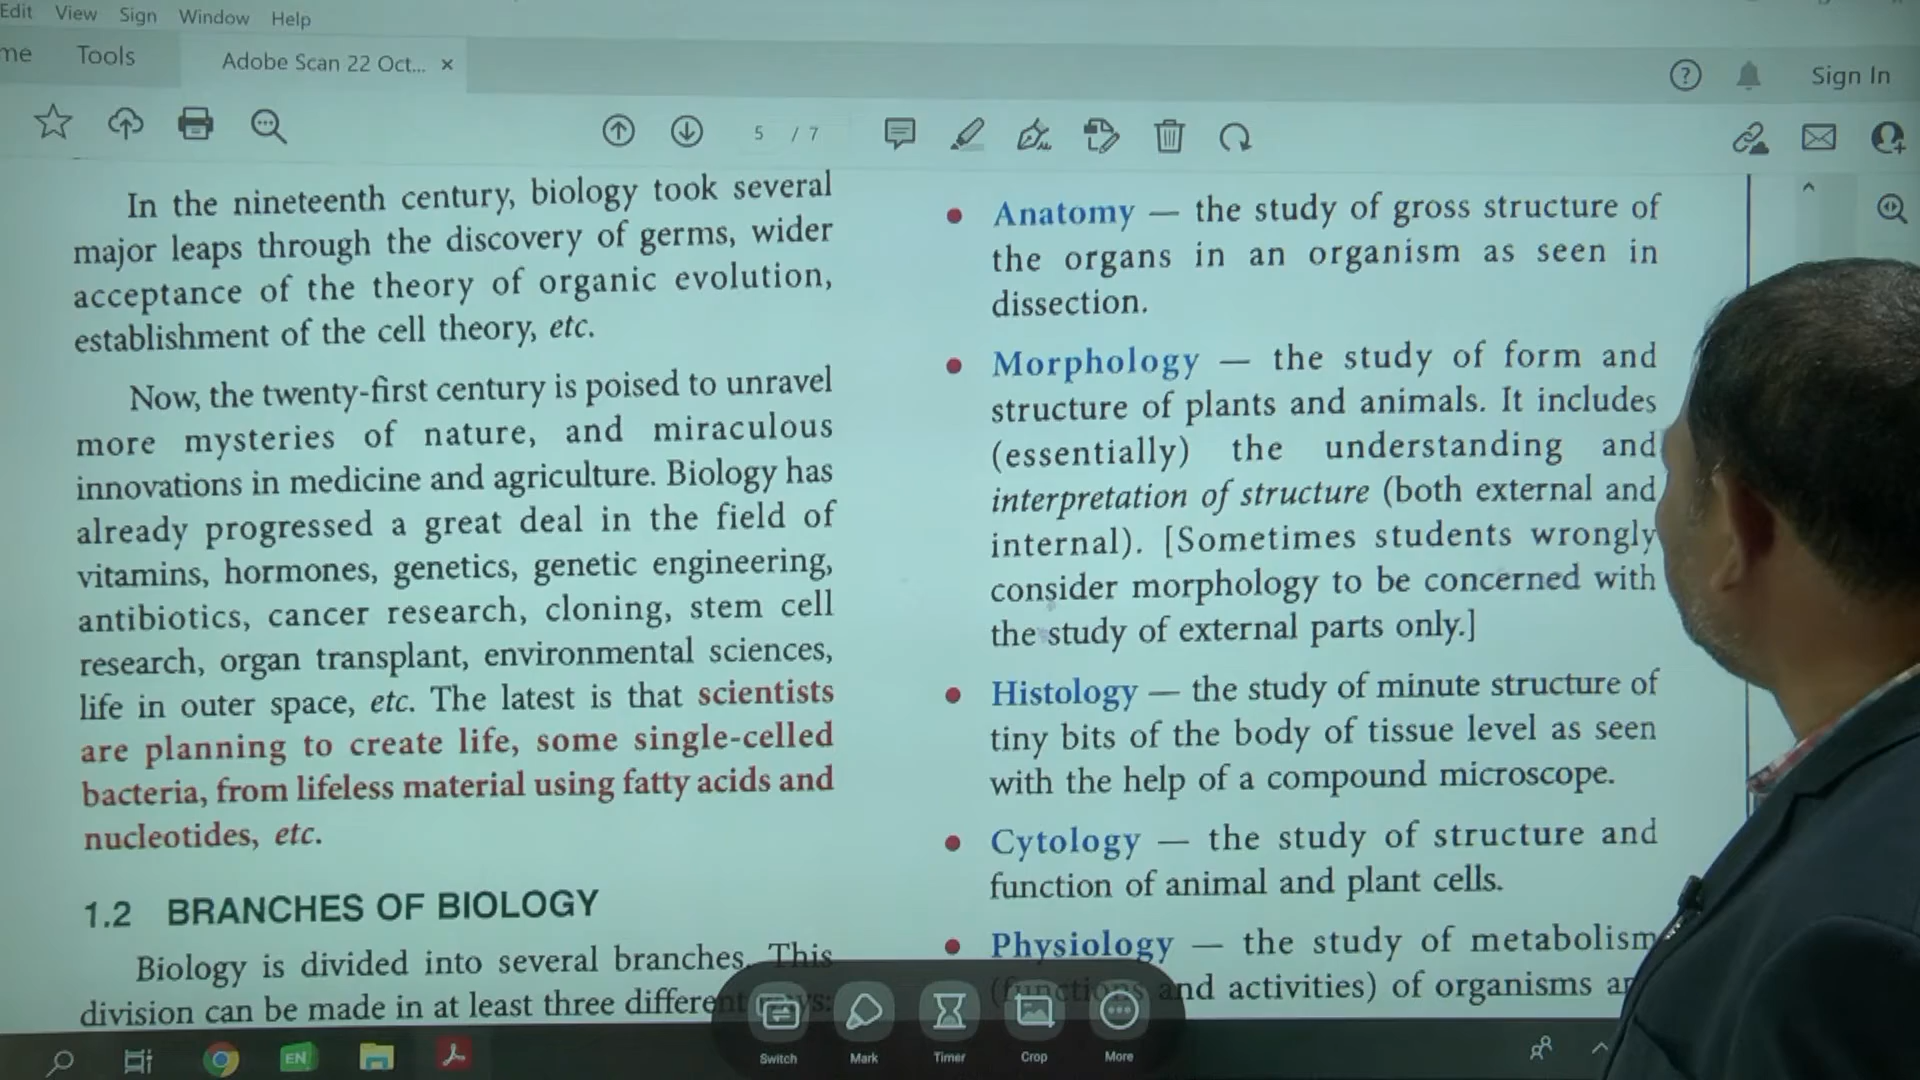 Edit View Sign Window Help
me Tools Adobe Scan 22 Oct... ×
Sign In
5 / 7
In the nineteenth century, biology took several
major leaps through the discovery of germs, wider
acceptance of the theory of organic evolution,
establishment of the cell theory, etc.
Now, the twenty-first century is poised to unravel
more mysteries of nature, and miraculous
innovations in medicine and agriculture. Biology has
already progressed a great deal in the field of
vitamins, hormones, genetics, genetic engineering,
antibiotics, cancer research, cloning, stem cell
research, organ transplant, environmental sciences,
life in outer space, etc. The latest is that scientists
are planning to create life, some single-celled
bacteria, from lifeless material using fatty acids and
nucleotides, etc.
1.2 BRANCHES OF BIOLOGY
Biology is divided into several branches. This
division can be made in at least three different ways:
• Anatomy — the study of gross structure of
the organs in an organism as seen in
dissection.
• Morphology — the study of form and
structure of plants and animals. It includes
(essentially) the understanding and
interpretation of structure (both external and
internal). [Sometimes students wrongly
consider morphology to be concerned with
the study of external parts only.]
• Histology — the study of minute structure of
tiny bits of the body of tissue level as seen
with the help of a compound microscope.
• Cytology — the study of structure and
function of animal and plant cells.
• Physiology — the study of metabolism
(functions and activities) of organisms
Switch Mark Timer Crop More
EN